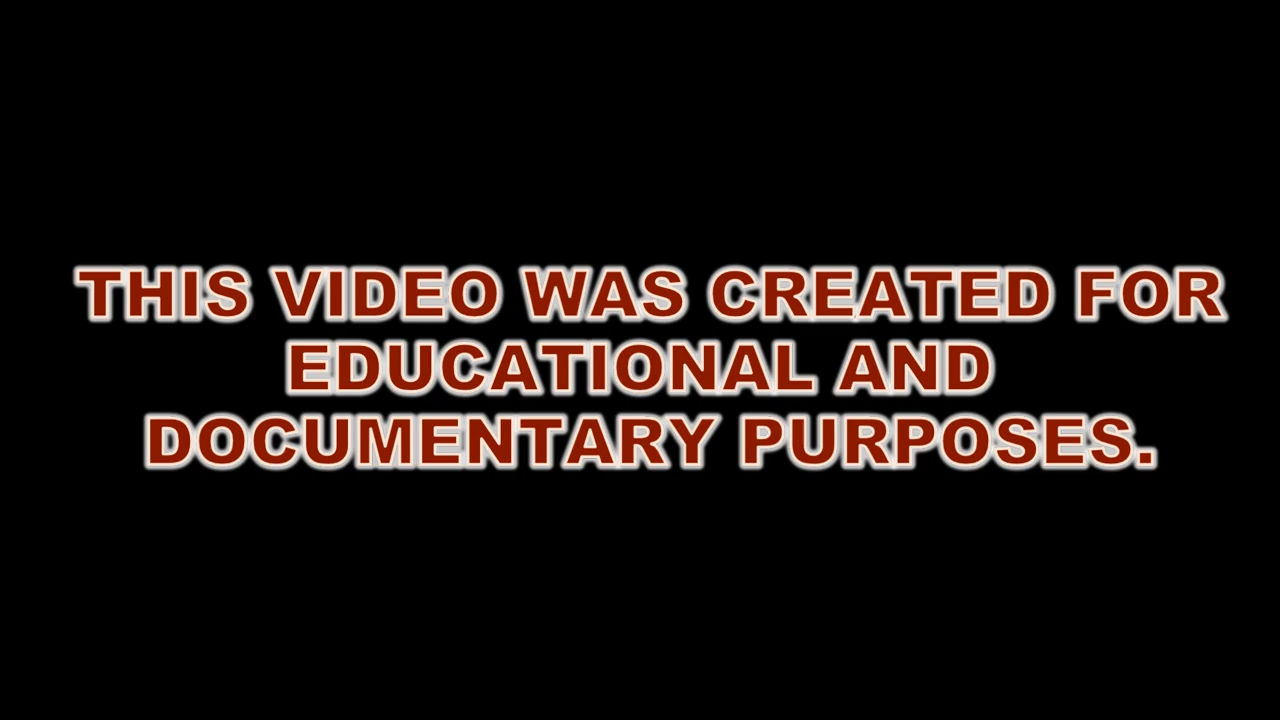 THIS VIDEO WAS CREATED FOR
EDUCATIONAL AND
DOCUMENTARY PURPOSES.